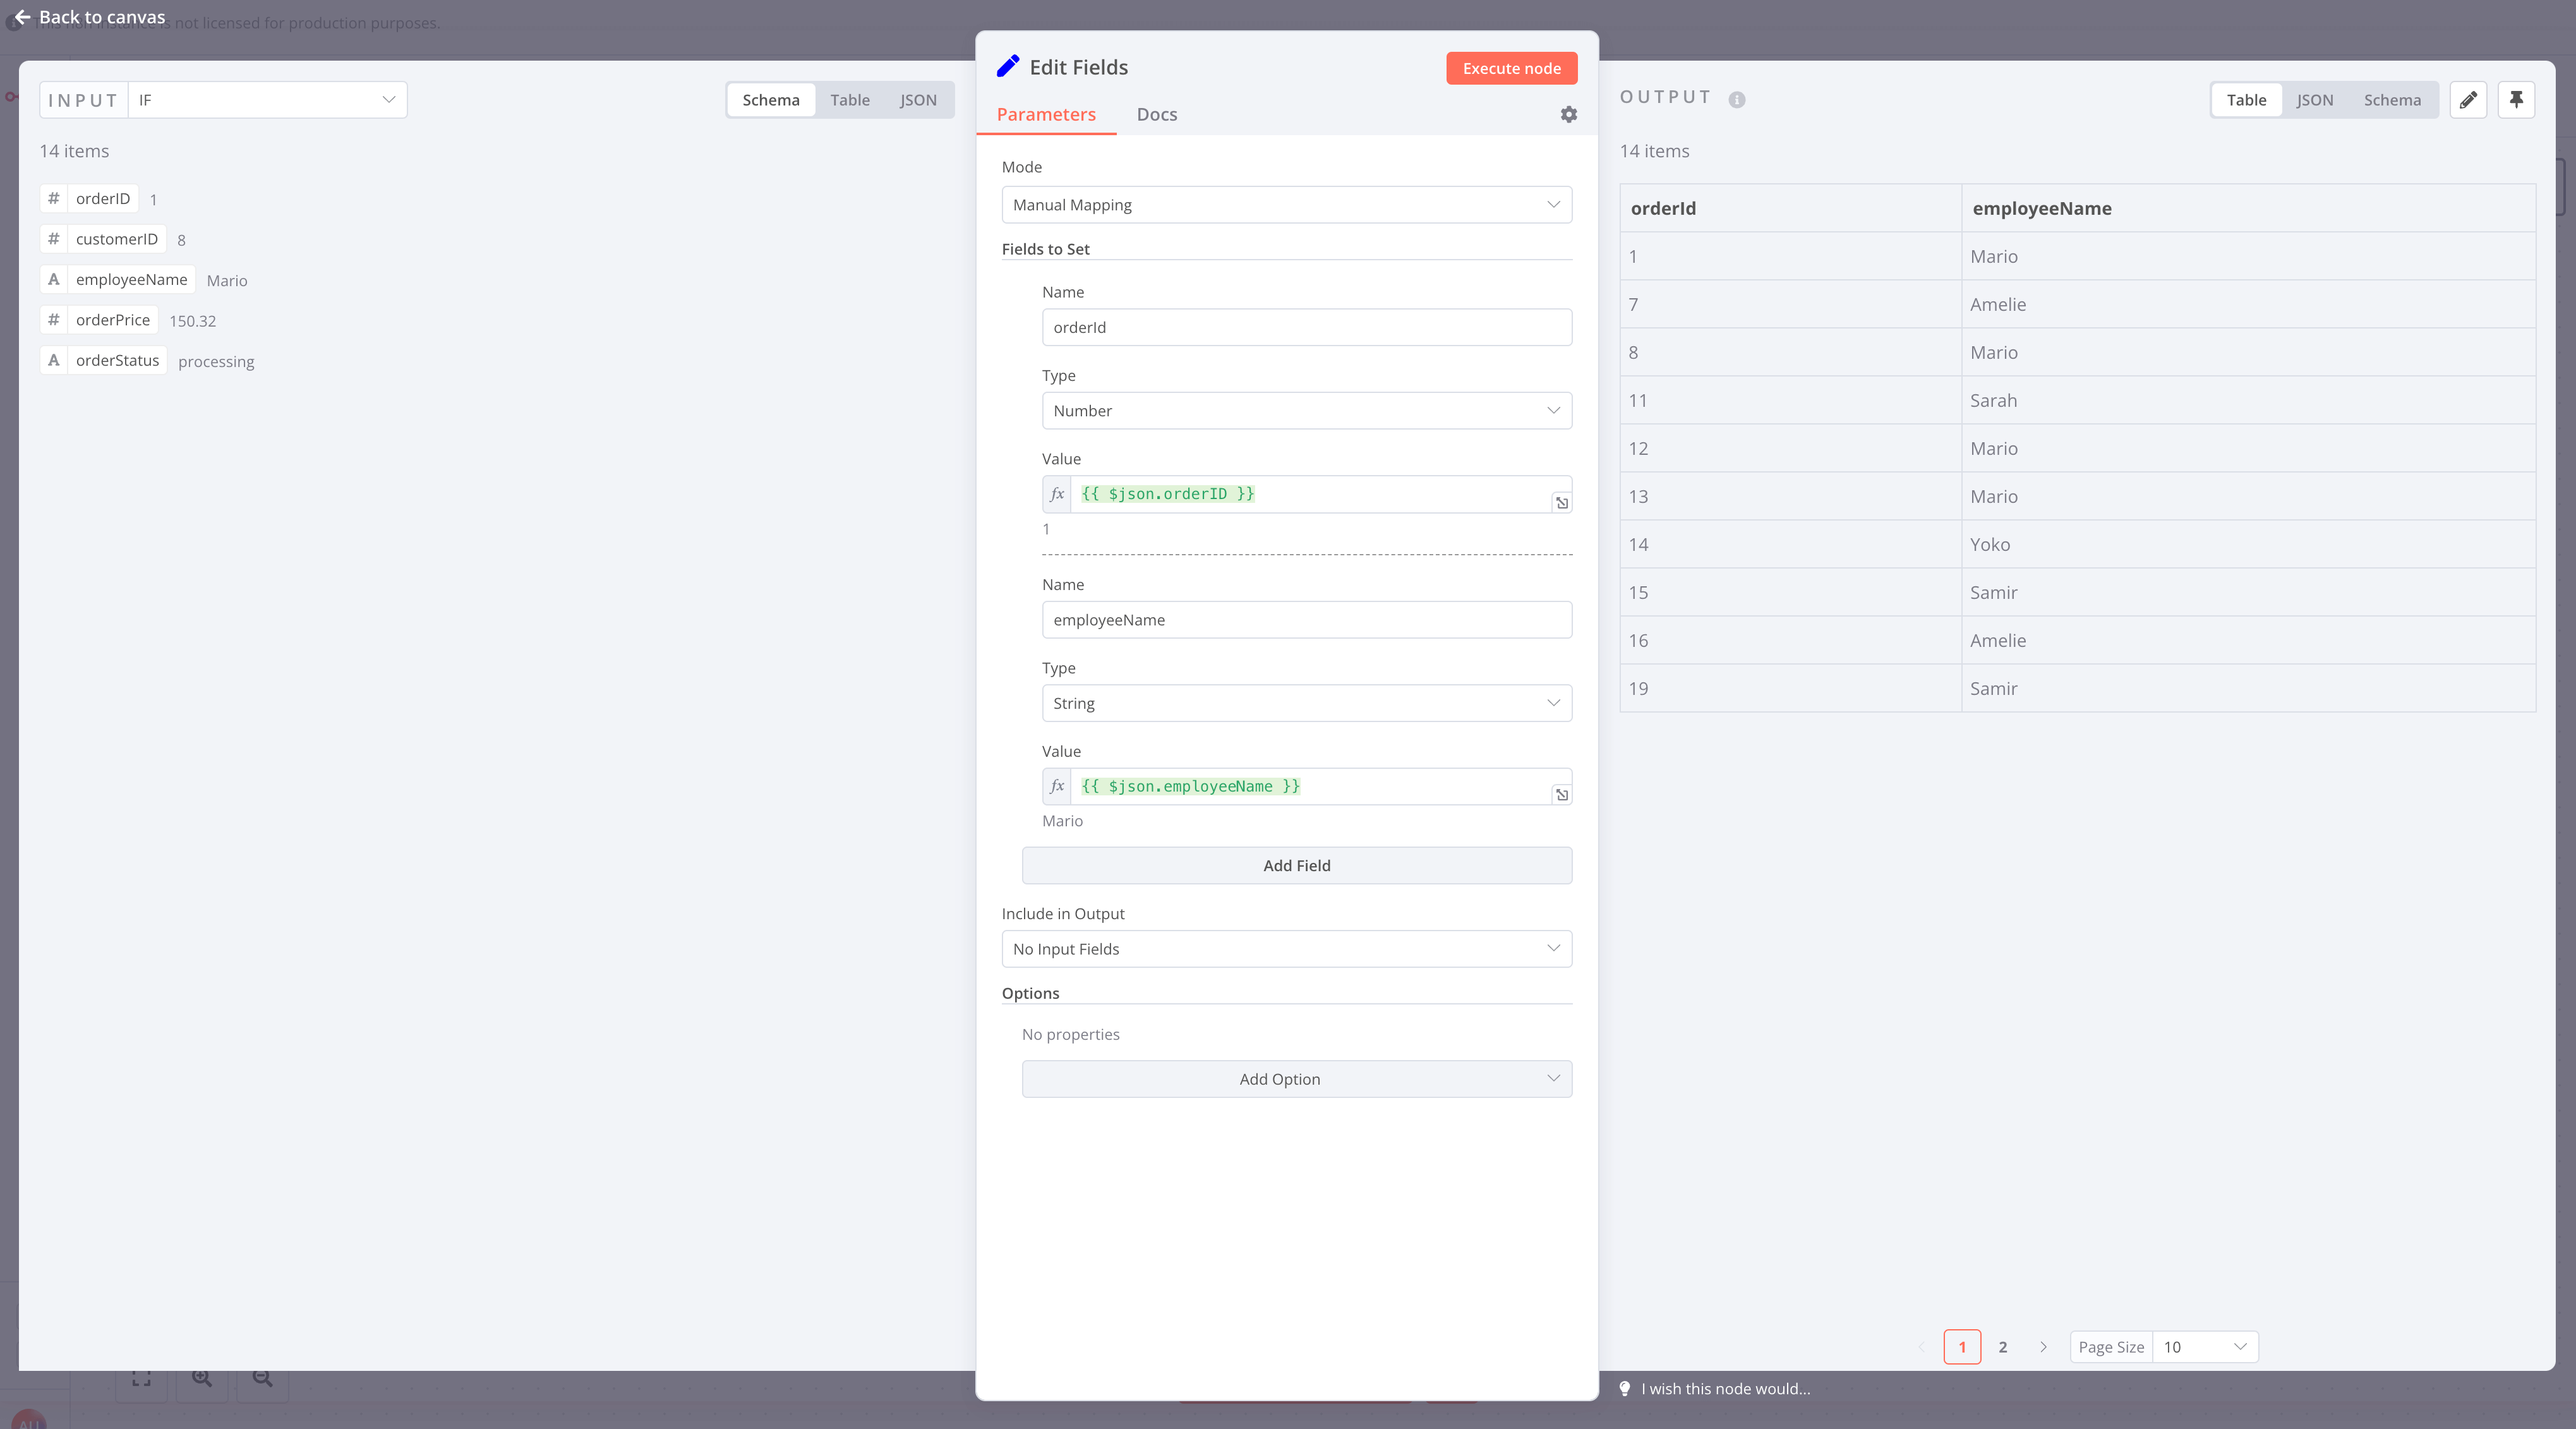 Back to canvas
not licensed for production purposes.
INPUT IF
Schema Table JSON
14 items
# orderID 1
# customerID 8
A employeeName Mario
# orderPrice 150.32
A orderStatus processing
Edit Fields
Execute node
Parameters Docs
Mode
Manual Mapping
Fields to Set
Name
orderId
Type
Number
Value
fx {{ $json.orderID }}
1
Name
employeeName
Type
String
Value
fx {{ $json.employeeName }}
Mario
Add Field
Include in Output
No Input Fields
Options
No properties
Add Option
OUTPUT
Table JSON Schema
14 items
orderId employeeName
1 Mario
7 Amelie
8 Mario
11 Sarah
12 Mario
13 Mario
14 Yoko
15 Samir
16 Amelie
19 Samir
1 2 Page Size 10
I wish this node would...
AU